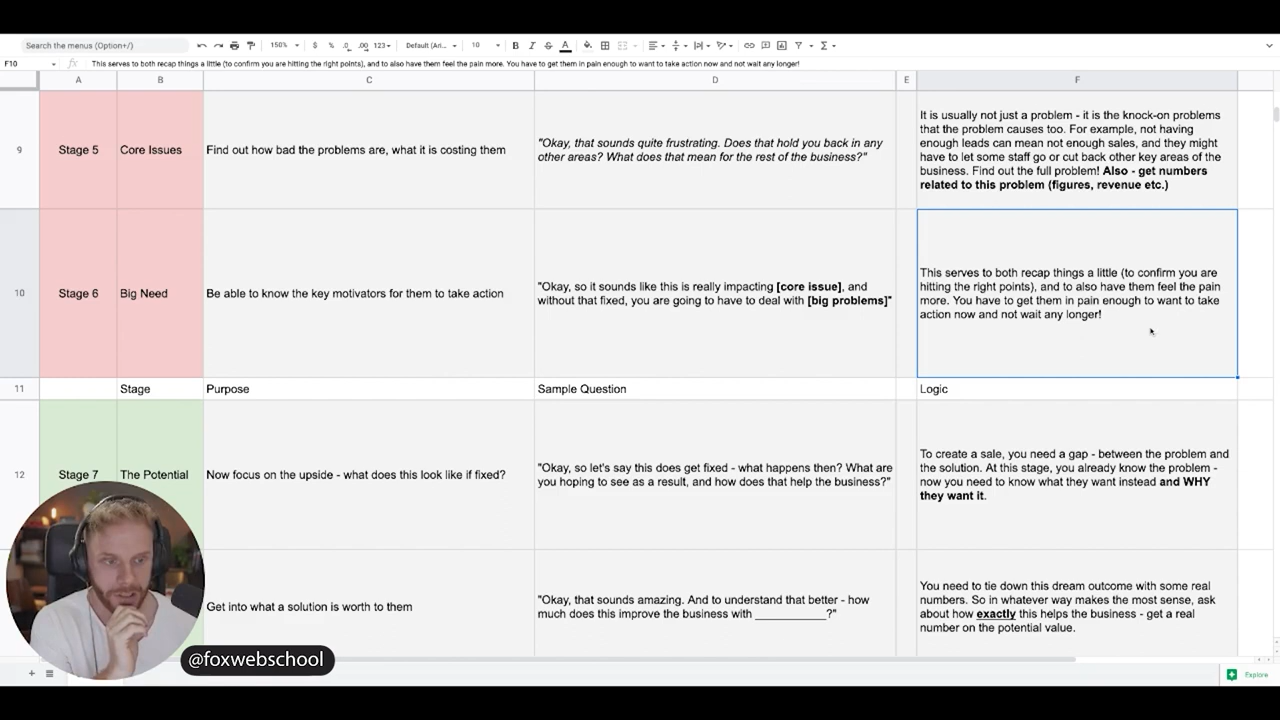 Search the menus (Option+/)
150%
$ % .0 .00 123
Default (Ari...
10
B I S A
F10
fx
This serves to both recap things a little (to confirm you are hitting the right points), and to also have them feel the pain more. You have to get them in pain enough to want to take action now and not wait any longer!
A B C D E F
9
Stage 5
Core Issues
Find out how bad the problems are, what it is costing them
"Okay, that sounds quite frustrating. Does that hold you back in any
other areas? What does that mean for the rest of the business?"
It is usually not just a problem - it is the knock-on problems
that the problem causes too. For example, not having
enough leads can mean not enough sales, and they might
have to let some staff go or cut back other key areas of the
business. Find out the full problem! Also - get numbers
related to this problem (figures, revenue etc.)
10
Stage 6
Big Need
Be able to know the key motivators for them to take action
"Okay, so it sounds like this is really impacting [core issue], and
without that fixed, you are going to have to deal with [big problems]"
This serves to both recap things a little (to confirm you are
hitting the right points), and to also have them feel the pain
more. You have to get them in pain enough to want to take
action now and not wait any longer!
11
Stage
Purpose
Sample Question
Logic
12
Stage 7
The Potential
Now focus on the upside - what does this look like if fixed?
"Okay, so let's say this does get fixed - what happens then? What are
you hoping to see as a result, and how does that help the business?"
To create a sale, you need a gap - between the problem and
the solution. At this stage, you already know the problem -
now you need to know what they want instead and WHY
they want it.
Get into what a solution is worth to them
"Okay, that sounds amazing. And to understand that better - how
much does this improve the business with ____________?"
You need to tie down this dream outcome with some real
numbers. So in whatever way makes the most sense, ask
about how exactly this helps the business - get a real
number on the potential value.
@foxwebschool
Explore